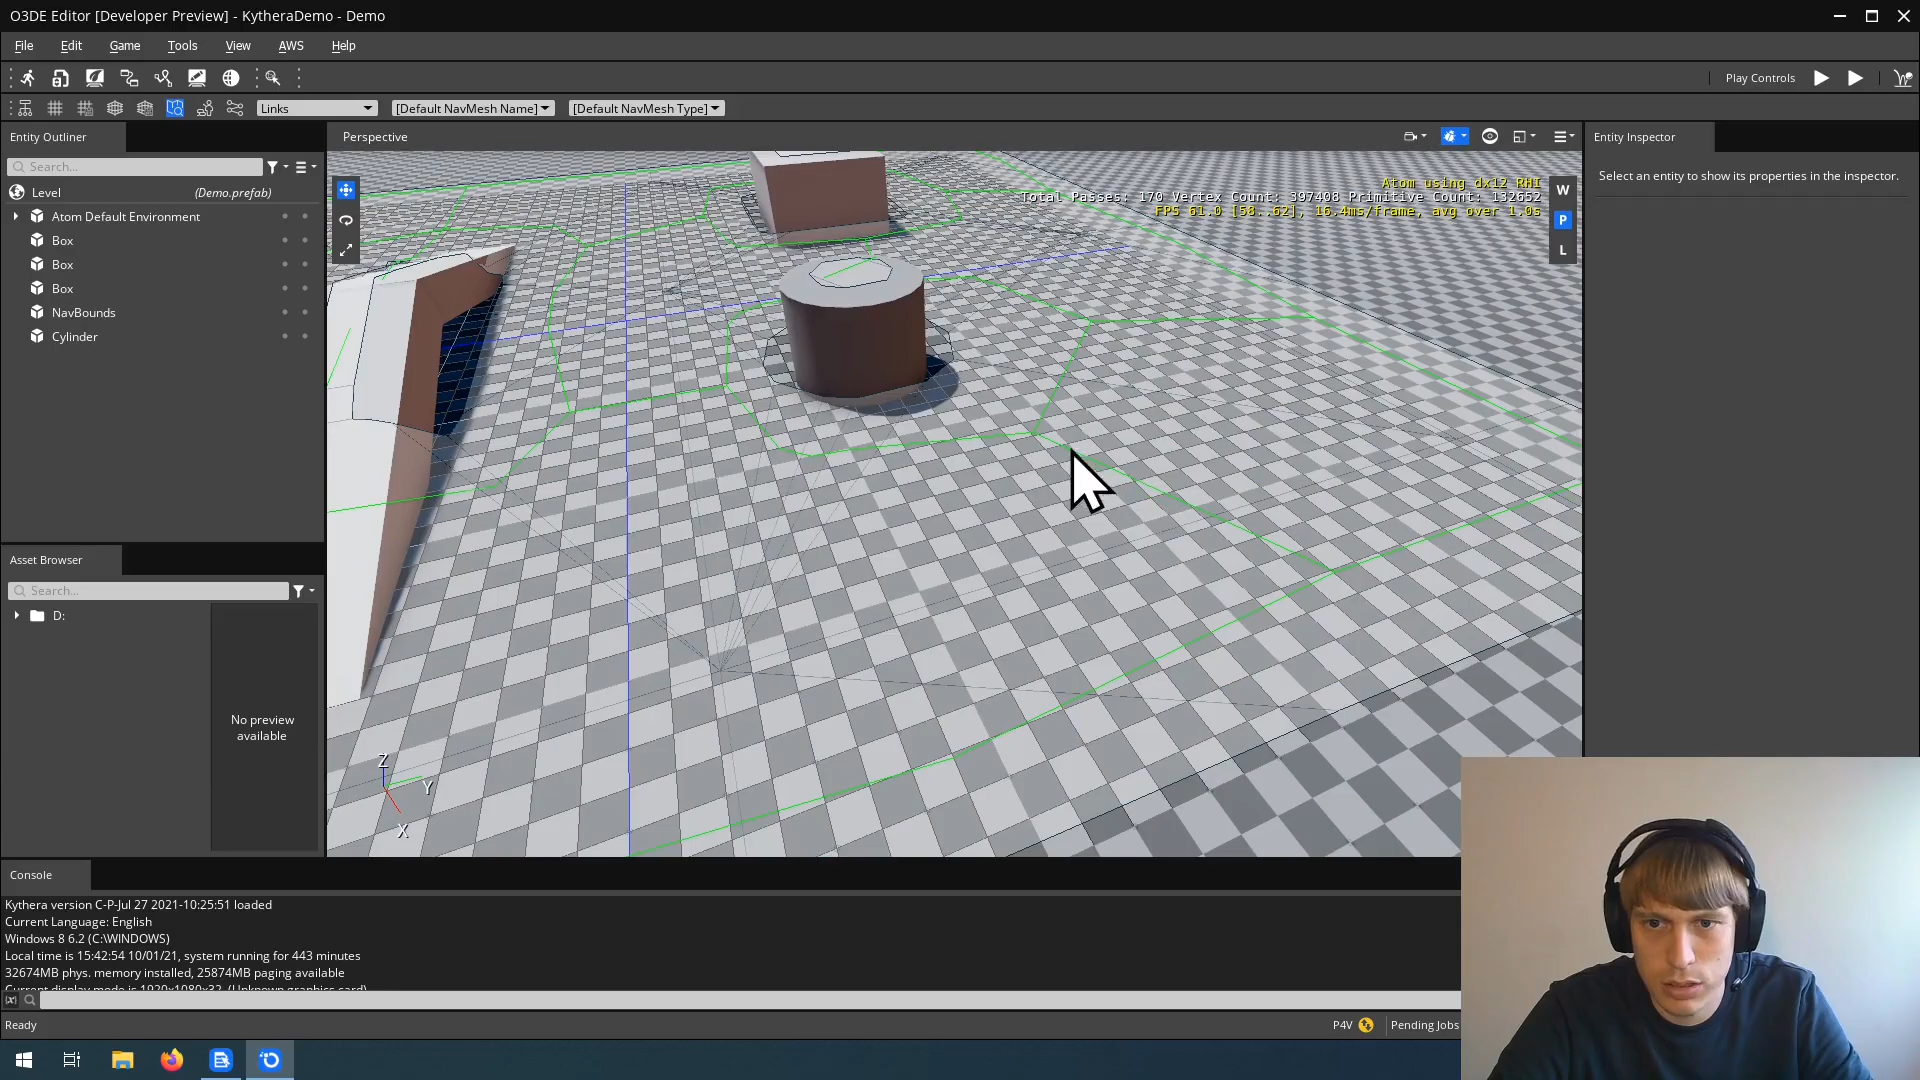 O3DE Editor [Developer Preview] - KytheraDemo - Demo
File Edit Game Tools View AWS Help
Play Controls
Links [Default NavMesh Name] [Default NavMesh Type]
Entity Outliner
Perspective
Entity Inspector
Search...
Select an entity to show its properties in the inspector.
Level (Demo.prefab)
Atom using dx12 RHI
Total Passes: 170 Vertex Count: 397408 Primitive Count: 132652
FPS 61.0 [58..62], 16.4ms/frame, avg over 1.0s
W
P
L
Atom Default Environment
Box
Box
Box
NavBounds
Cylinder
Asset Browser
Search...
D:
No preview
available
Z
Y
X
Console
Kythera version C-P-Jul 27 2021-10:25:51 loaded
Current Language: English
Windows 8 6.2 (C:\WINDOWS)
Local time is 15:42:54 10/01/21, system running for 443 minutes
32674MB phys. memory installed, 25874MB paging available
Current display mode is 1920x1080x32, (Unknown graphics card)
Ready
P4V
Pending Jobs